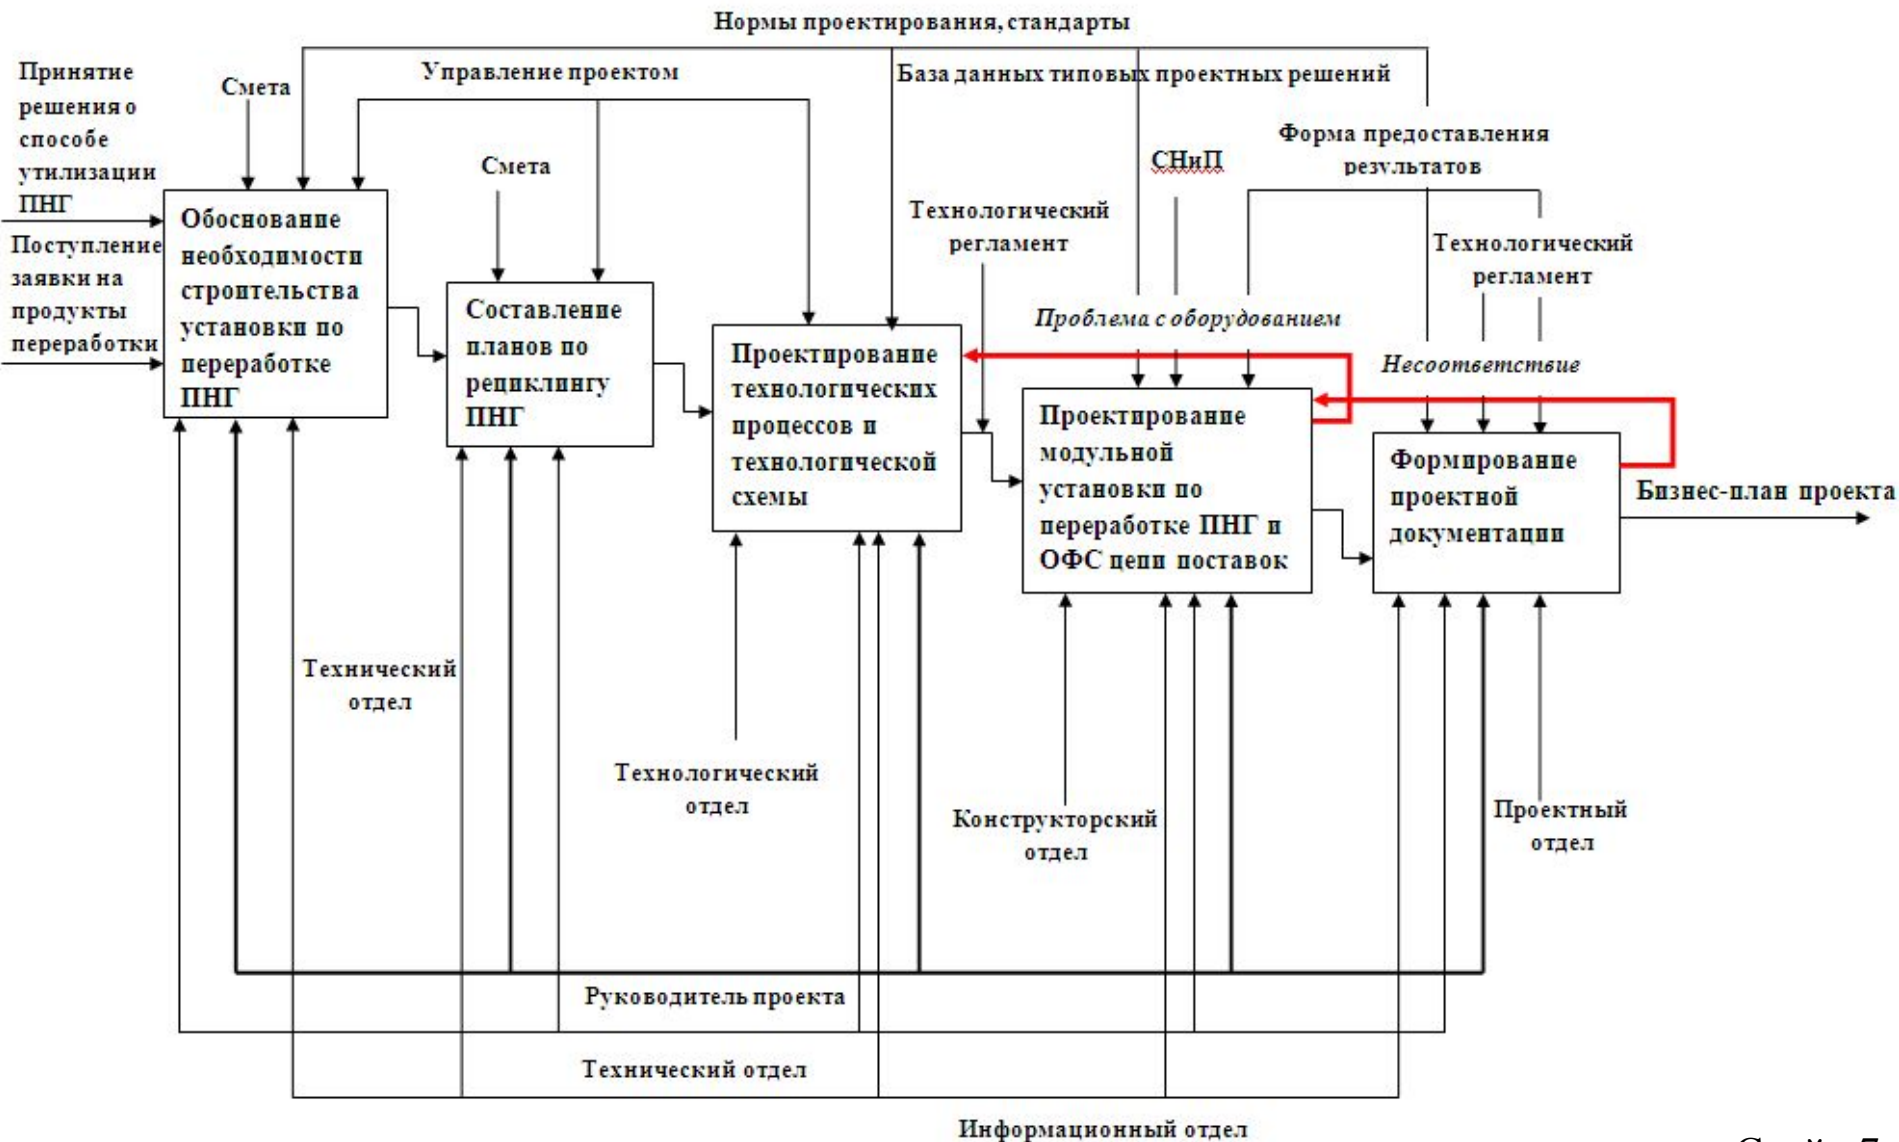 Нормы проектирования, стандарты
Принятие
решения о
способе
утилизации
ПНГ
Смета
Управление проектом
База данных типовых проектных решений
Форма предоставления
результатов
Смета
СНиП
Поступление
заявки на
продукты
переработки
Обоснование
необходимости
строительства
установки по
переработке
ПНГ
Технологический
регламент
Технологический
регламент
Составление
планов по
рециклингу
ПНГ
Проблема с оборудованием
Несоответствие
Проектирование
технологических
процессов и
технологической
схемы
Проектирование
модульной
установки по
переработке ПНГ и
ОФС цепи поставок
Формирование
проектной
документации
Бизнес-план проекта
Технический
отдел
Технологический
отдел
Конструкторский
отдел
Проектный
отдел
Руководитель проекта
Технический отдел
Информационный отдел